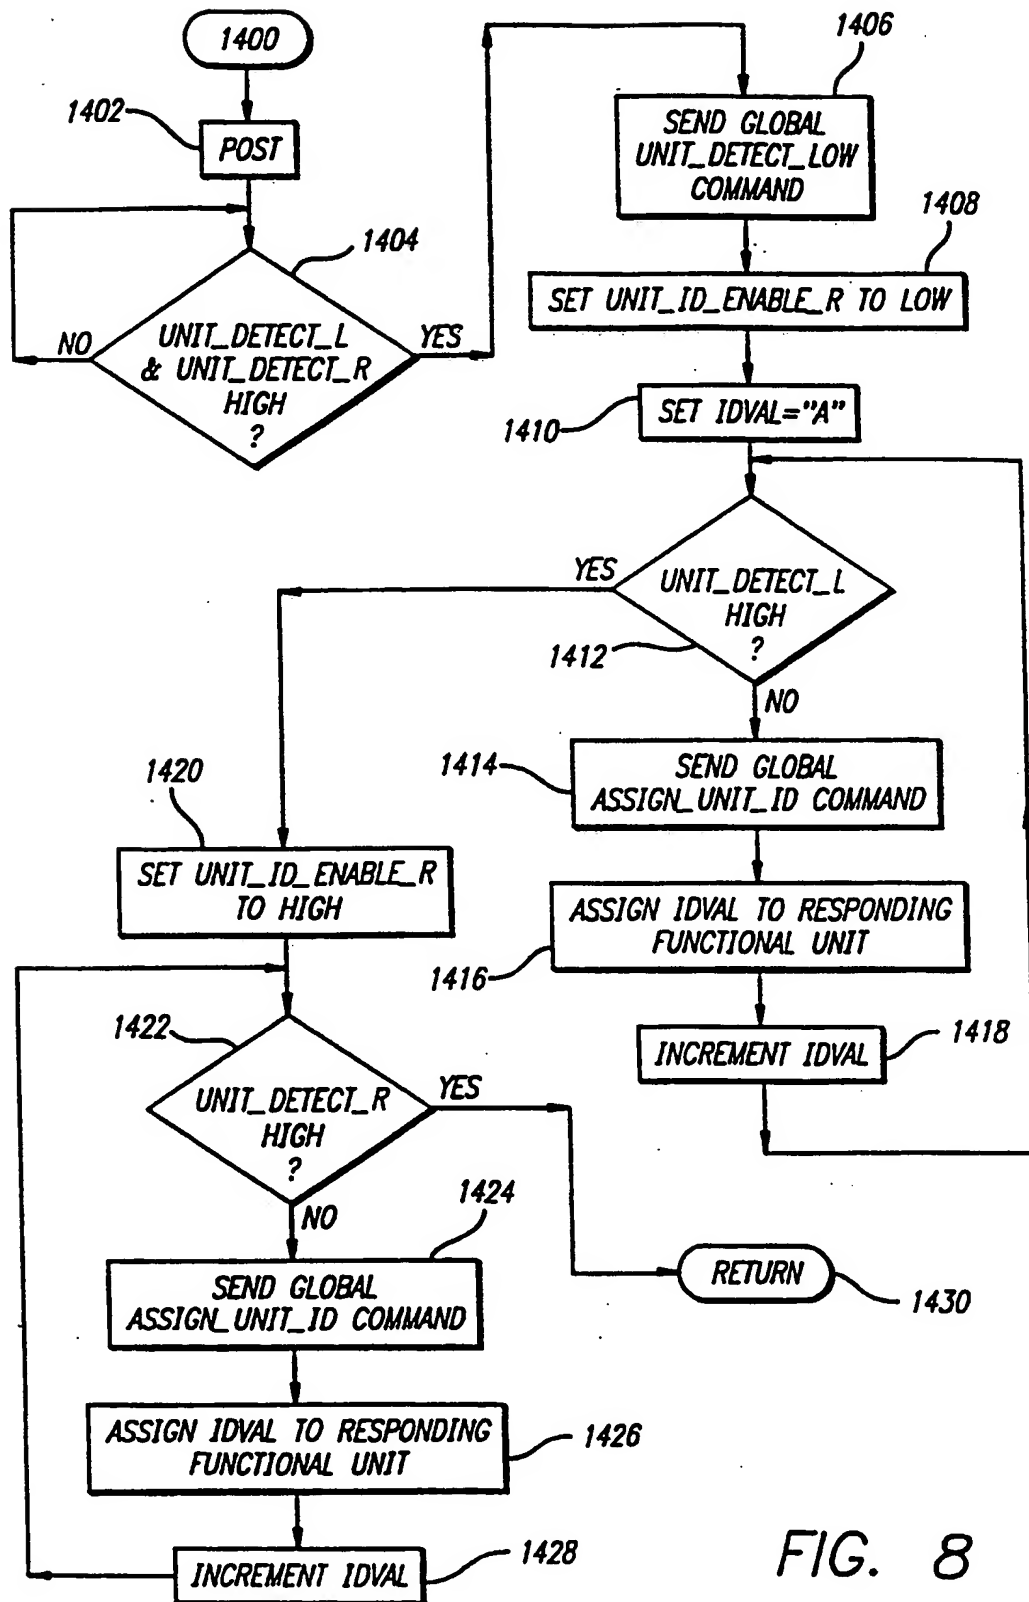 1400
1402
POST
1404
UNIT_DETECT_L
& UNIT_DETECT_R
HIGH
?
NO
YES
1406
SEND GLOBAL
UNIT_DETECT_LOW
COMMAND
1408
SET UNIT_ID_ENABLE_R TO LOW
1410
SET IDVAL="A"
UNIT_DETECT_L
HIGH
?
YES
1412
NO
1414
SEND GLOBAL
ASSIGN_UNIT_ID COMMAND
ASSIGN IDVAL TO RESPONDING
FUNCTIONAL UNIT
1416
INCREMENT IDVAL
1418
1420
SET UNIT_ID_ENABLE_R
TO HIGH
1422
UNIT_DETECT_R
HIGH
?
YES
NO
1424
SEND GLOBAL
ASSIGN_UNIT_ID COMMAND
RETURN
1430
ASSIGN IDVAL TO RESPONDING
FUNCTIONAL UNIT
1426
INCREMENT IDVAL
1428
FIG. 8